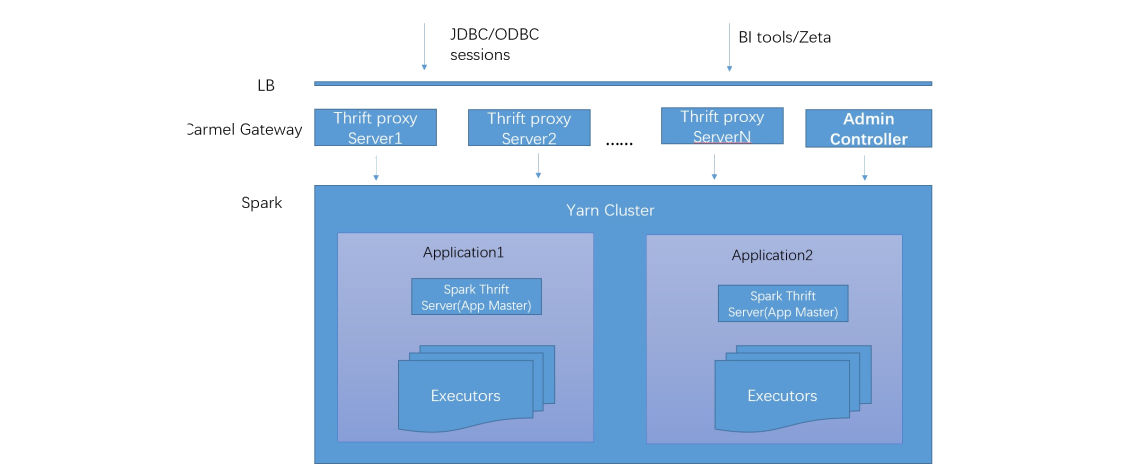 JDBC/ODBC
sessions
BI tools/Zeta
LB
Carmel Gateway
Thrift proxy
Server1
Thrift proxy
Server2
......
Thrift proxy
ServerN
Admin
Controller
Spark
Yarn Cluster
Application1
Spark Thrift
Server(App Master)
Executors
Application2
Spark Thrift
Server(App Master)
Executors